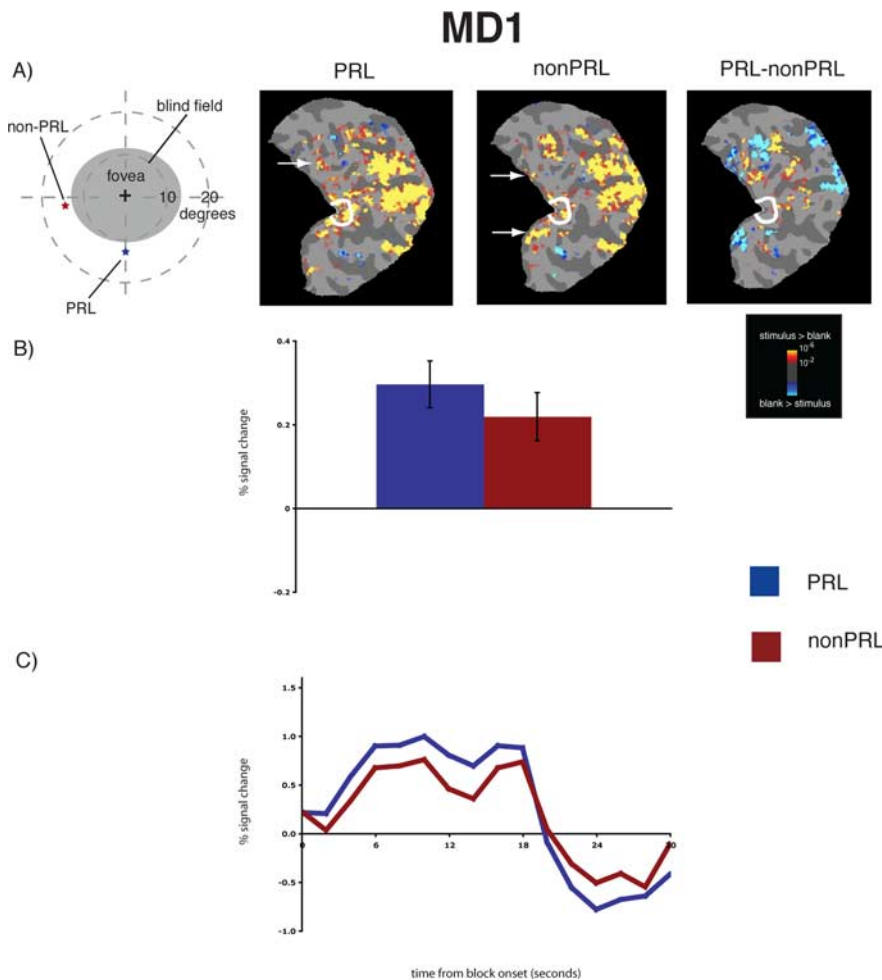 MD1
A)
PRL
nonPRL
PRL-nonPRL
blind field
non-PRL
fovea
10
20
degrees
PRL
stimulus > blank
10-6
10-2
blank > stimulus
B)
0.4
0.2
0
-0.2
% signal change
PRL
nonPRL
C)
1.5
1.0
0.5
0.0
-0.5
-1.0
% signal change
0
6
12
18
24
30
time from block onset (seconds)